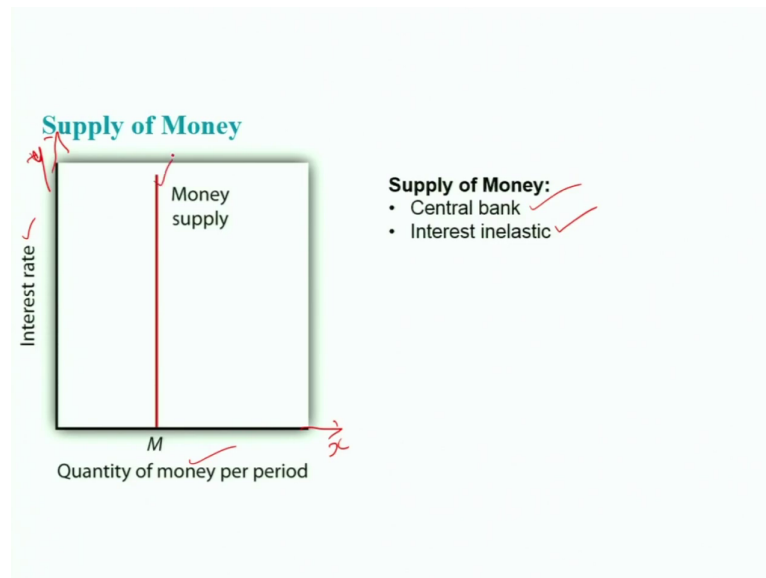 Supply of Money
y
Money
supply
Interest rate
M
x
Quantity of money per period
Supply of Money:
• Central bank
• Interest inelastic